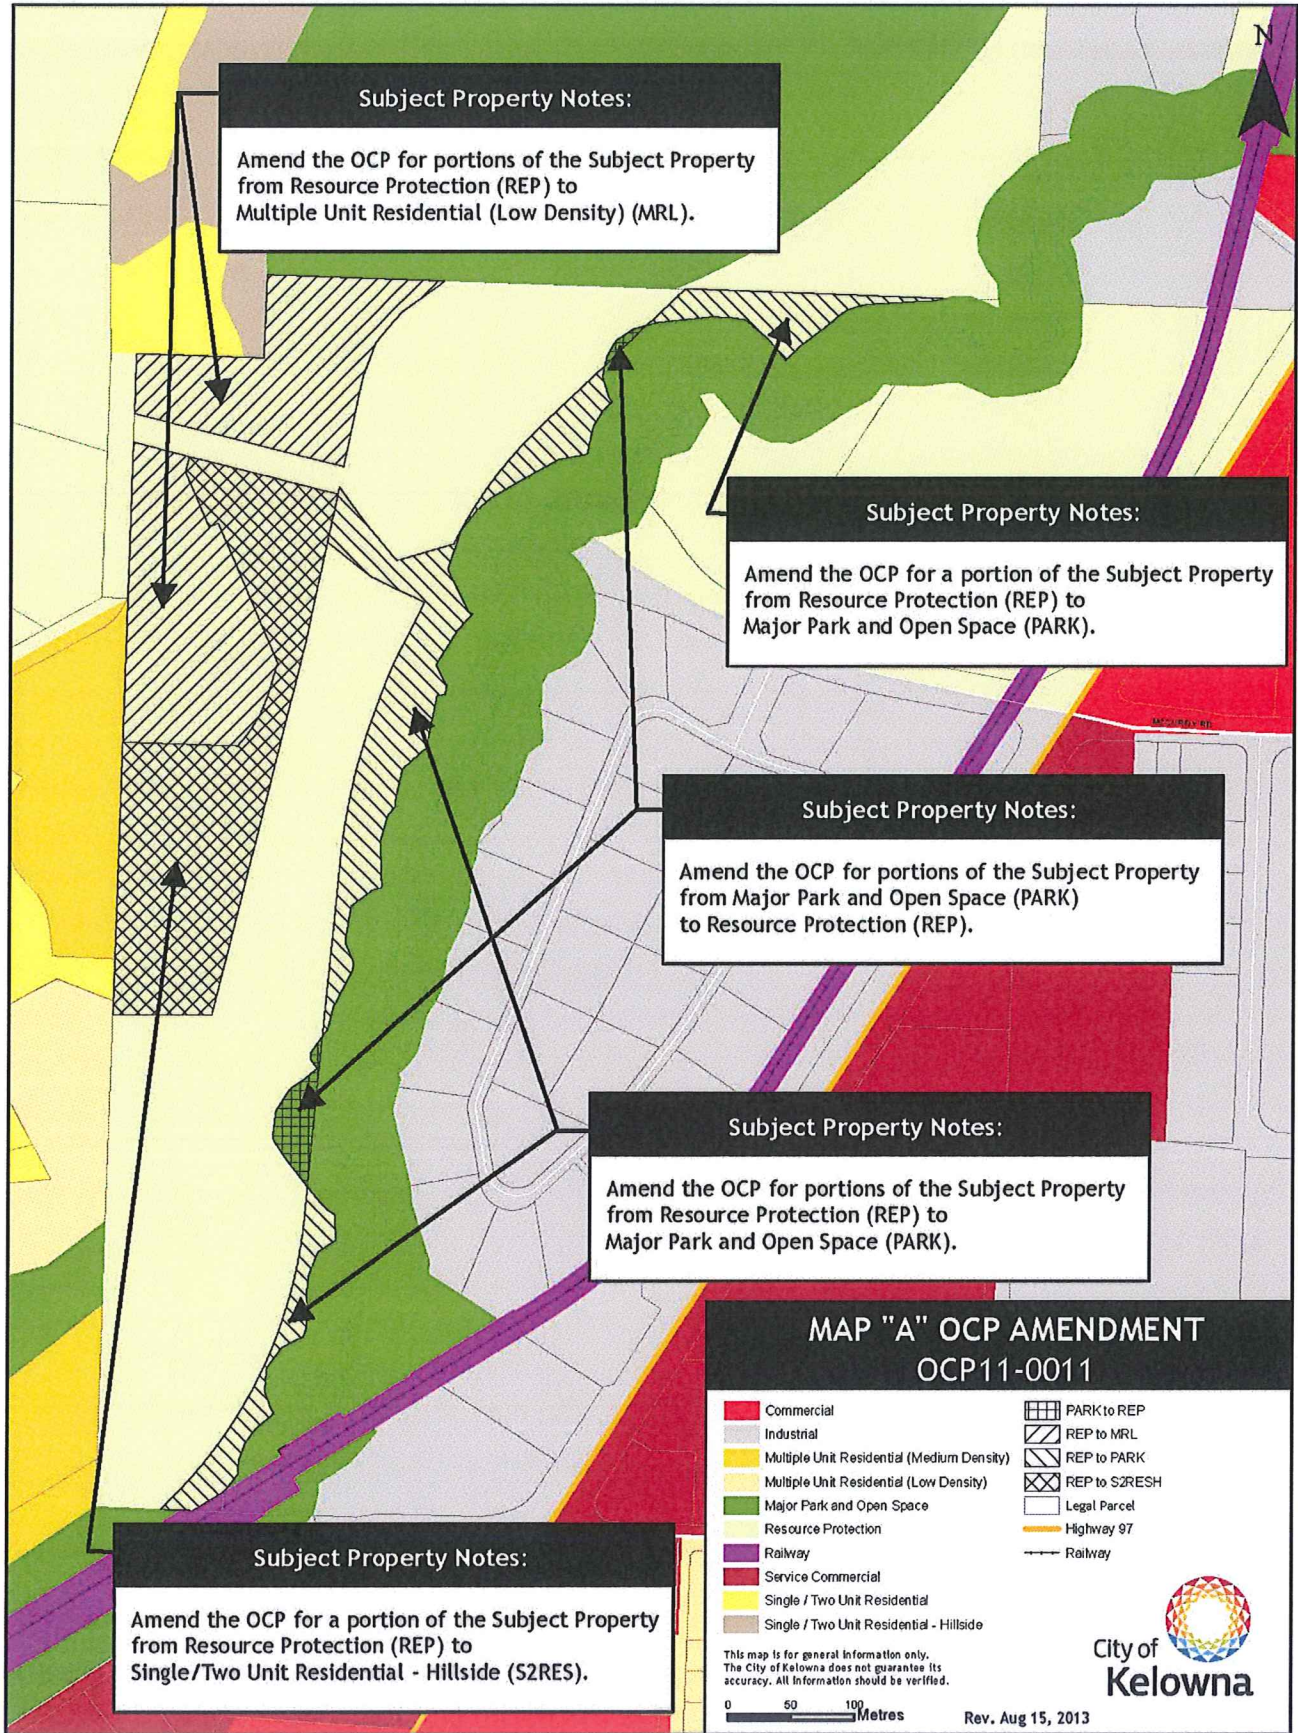 N
Subject Property Notes:
Amend the OCP for portions of the Subject Property
from Resource Protection (REP) to
Multiple Unit Residential (Low Density) (MRL).
Subject Property Notes:
Amend the OCP for a portion of the Subject Property
from Resource Protection (REP) to
Major Park and Open Space (PARK).
MCCURDY RD
Subject Property Notes:
Amend the OCP for portions of the Subject Property
from Major Park and Open Space (PARK)
to Resource Protection (REP).
Subject Property Notes:
Amend the OCP for portions of the Subject Property
from Resource Protection (REP) to
Major Park and Open Space (PARK).
Subject Property Notes:
Amend the OCP for a portion of the Subject Property
from Resource Protection (REP) to
Single/Two Unit Residential - Hillside (S2RES).
MAP "A" OCP AMENDMENT
OCP11-0011
Commercial
Industrial
Multiple Unit Residential (Medium Density)
Multiple Unit Residential (Low Density)
Major Park and Open Space
Resource Protection
Railway
Service Commercial
Single / Two Unit Residential
Single / Two Unit Residential - Hillside
PARK to REP
REP to MRL
REP to PARK
REP to S2RESH
Legal Parcel
Highway 97
Railway
This map is for general information only.
The City of Kelowna does not guarantee its
accuracy. All information should be verified.
0 50 100 Metres
Rev. Aug 15, 2013
City of
Kelowna